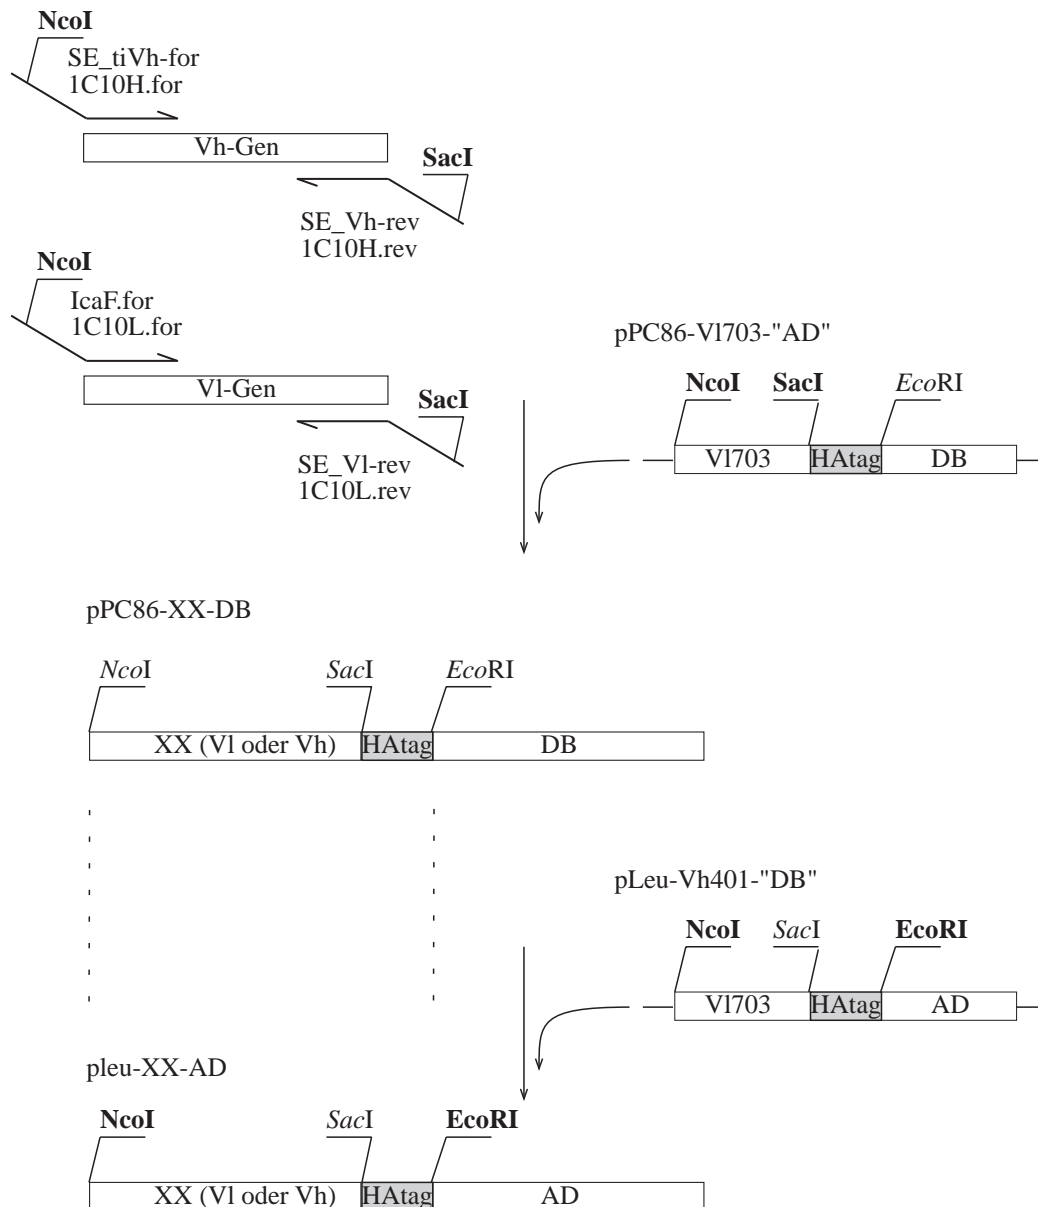 NcoI
SE_tiVh-for
1C10H.for
Vh-Gen
SacI
SE_Vh-rev
1C10H.rev
NcoI
IcaF.for
1C10L.for
Vl-Gen
SacI
SE_Vl-rev
1C10L.rev
pPC86-Vl703-"AD"
NcoI SacI EcoRI
Vl703 HAtag DB
pPC86-XX-DB
NcoI SacI EcoRI
XX (Vl oder Vh) HAtag DB
pLeu-Vh401-"DB"
NcoI SacI EcoRI
Vl703 HAtag AD
pleu-XX-AD
NcoI SacI EcoRI
XX (Vl oder Vh) HAtag AD